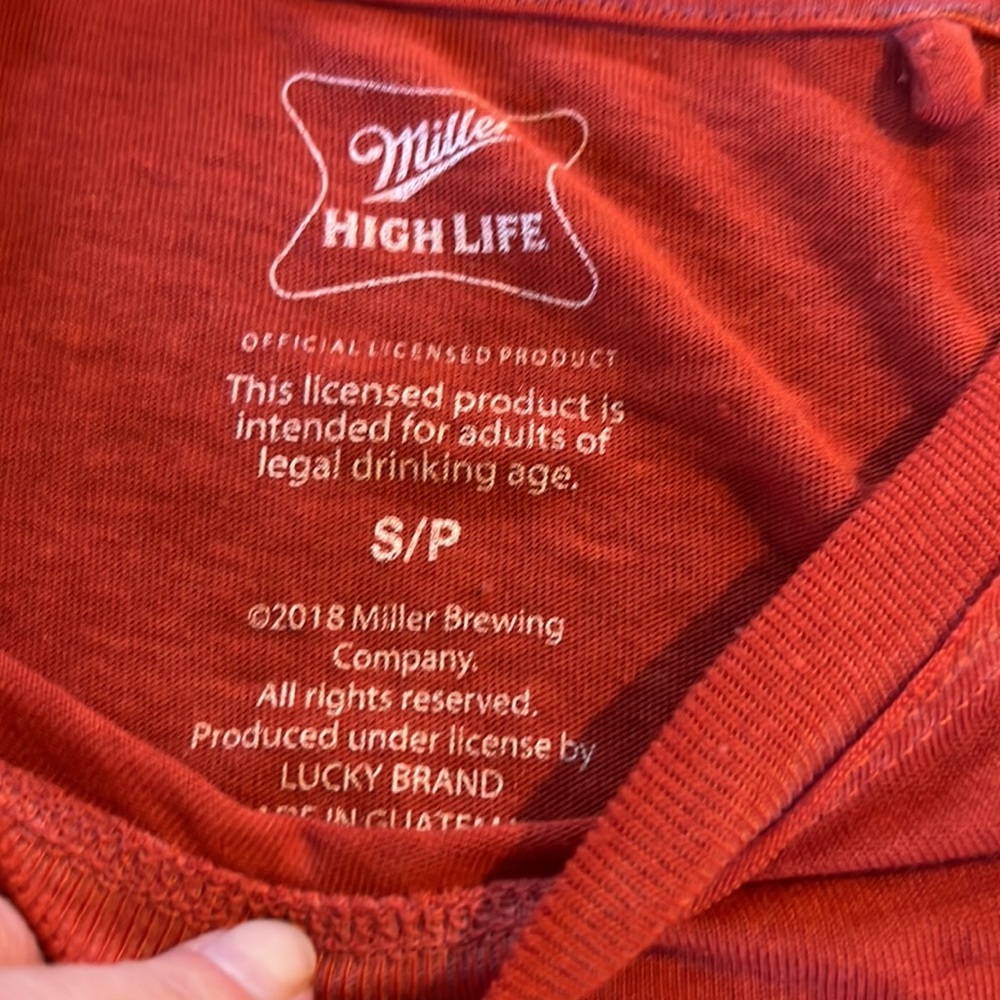 Miller
HIGH LIFE
OFFICIAL LICENSED PRODUCT
This licensed product is
intended for adults of
legal drinking age.
S/P
©2018 Miller Brewing
Company.
All rights reserved.
Produced under license by
LUCKY BRAND
IN